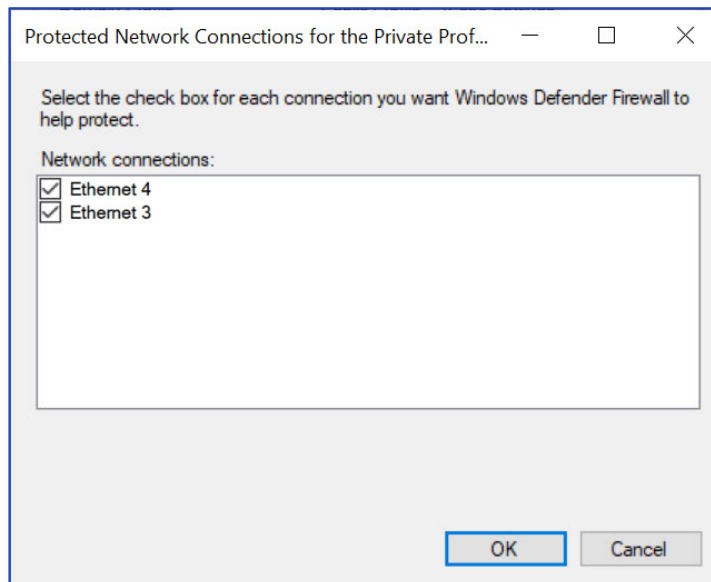 Protected Network Connections for the Private Prof...
Select the check box for each connection you want Windows Defender Firewall to
help protect.
Network connections:
Ethernet 4
Ethernet 3
OK
Cancel